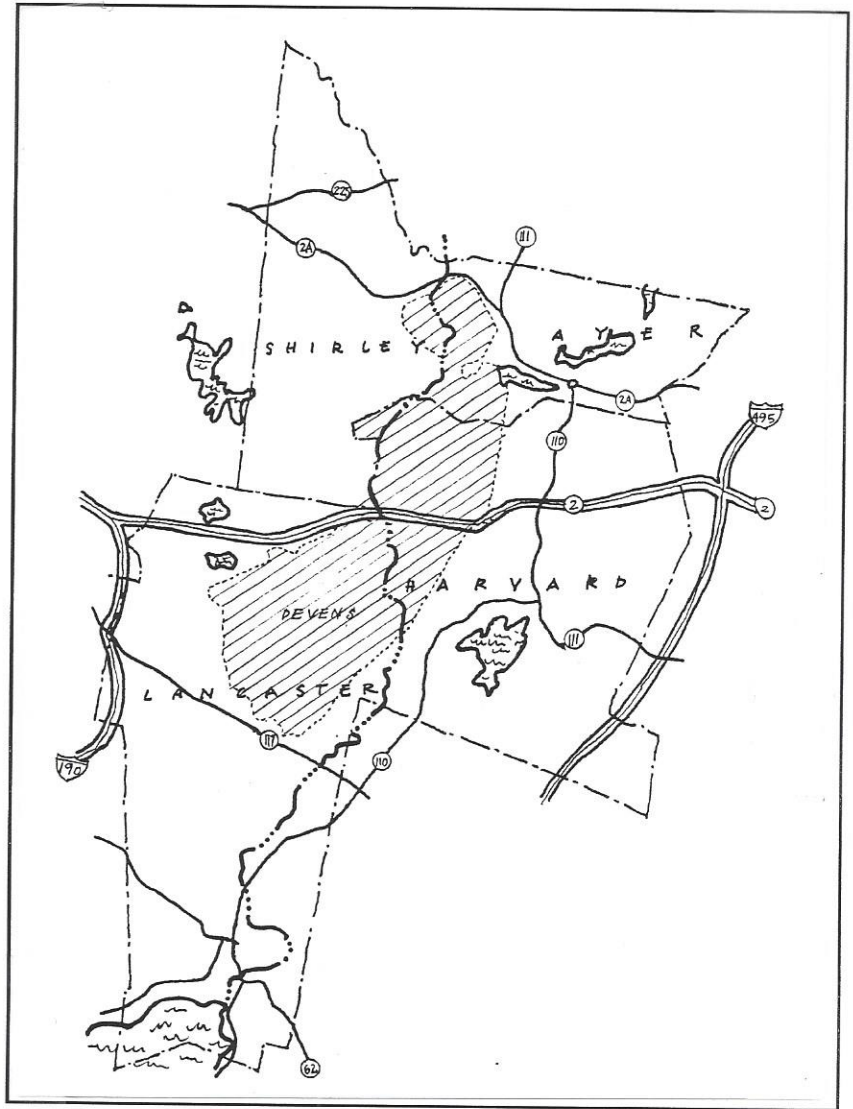 225
111
2A
SHIRLEY
AYER
2A
495
110
2
2
HARVARD
DEVENS
111
LANCASTER
117
190
110
62